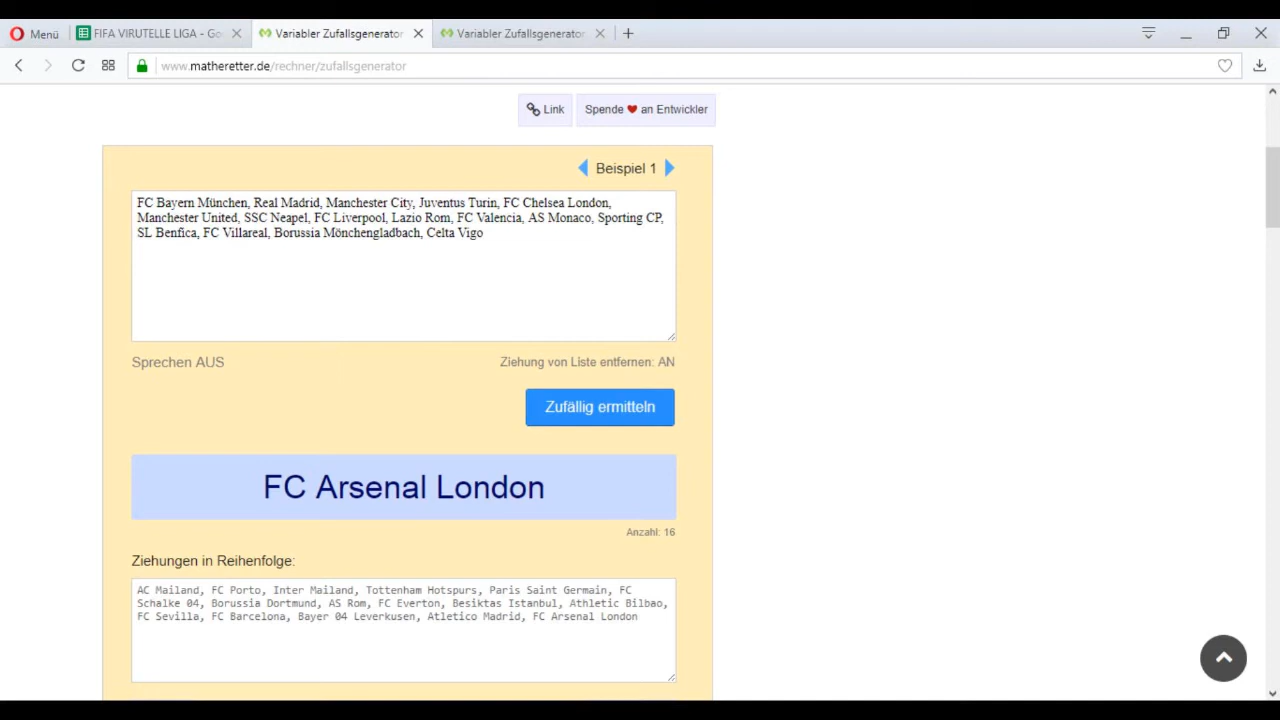 Menü
FIFA VIRUTELLE LIGA - Go
Variabler Zufallsgenerator
Variabler Zufallsgenerator
www.matheretter.de/rechner/zufallsgenerator
Link
Spende ❤ an Entwickler
Beispiel 1
FC Bayern München, Real Madrid, Manchester City, Juventus Turin, FC Chelsea London,
Manchester United, SSC Neapel, FC Liverpool, Lazio Rom, FC Valencia, AS Monaco, Sporting CP,
SL Benfica, FC Villareal, Borussia Mönchengladbach, Celta Vigo
Sprechen AUS
Ziehung von Liste entfernen: AN
Zufällig ermitteln
FC Arsenal London
Anzahl: 16
Ziehungen in Reihenfolge:
AC Mailand, FC Porto, Inter Mailand, Tottenham Hotspurs, Paris Saint Germain, FC
Schalke 04, Borussia Dortmund, AS Rom, FC Everton, Besiktas Istanbul, Athletic Bilbao,
FC Sevilla, FC Barcelona, Bayer 04 Leverkusen, Atletico Madrid, FC Arsenal London